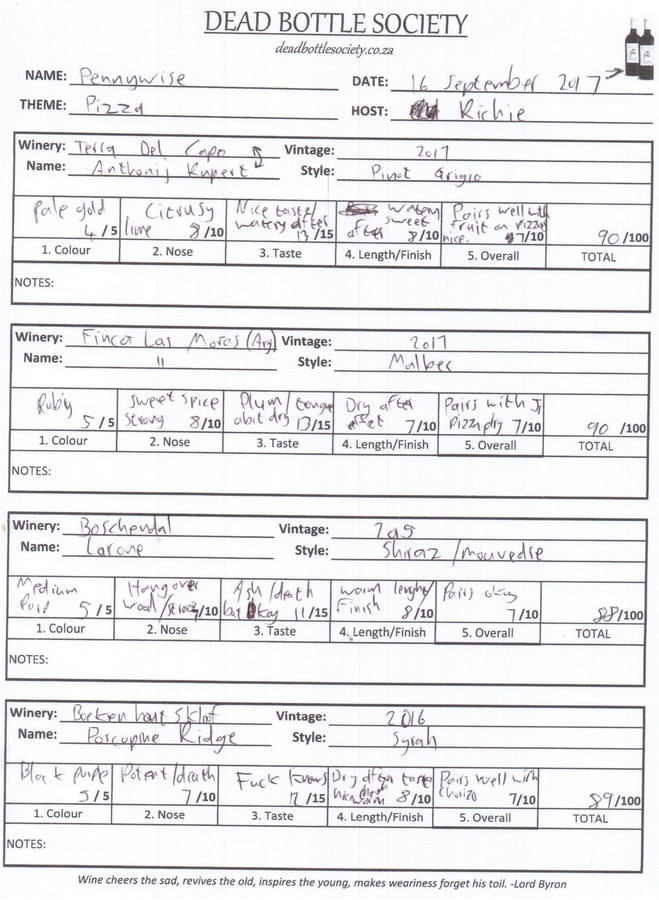 DEAD BOTTLE SOCIETY
deadbottlesociety.co.za
NAME: Pennywise DATE: 16 September 2017
THEME: Pizza HOST: Richie
Winery: Terra Del Capo Vintage: 2017
Name: Anthonij Rupert Style: Pinot Grigio
Pale gold Citrusy Nice taste/ watery Pairs well with
lime watery after sweet fruit on pizza
4 /5 8 /10 13 /15 after 8 /10 nice. 7/10 90 /100
1. Colour 2. Nose 3. Taste 4. Length/Finish 5. Overall TOTAL
NOTES:
Winery: Finca Las Moras (Arg) Vintage: 2017
Name: 11 Style: Malbec
Ruby Sweet spice Plum/tongue Dry after Pairs with
5 /5 strong 8/10 abit dry 13/15 7/10 pizza dry 7/10 90 /100
1. Colour 2. Nose 3. Taste 4. Length/Finish 5. Overall TOTAL
NOTES:
Winery: Boschendal Vintage:
Name: Larone Style: Shiraz/mouvedre
Medium Hangover Ash/death warm lenghy Pairs okay
5 /5 wood/strong /10 but okay 11/15 Finish 8/10 7/10 88/100
1. Colour 2. Nose 3. Taste 4. Length/Finish 5. Overall TOTAL
NOTES:
Winery: Boekenhoutskloof Vintage: 2016
Name: Porcupine Ridge Style: Syrah
Black purple Potent/death Fuck knows Dry after taste Pairs well with
5/5 7/10 12 /15 8/10 Chorizo 7/10 89/100
1. Colour 2. Nose 3. Taste 4. Length/Finish 5. Overall TOTAL
NOTES:
Wine cheers the sad, revives the old, inspires the young, makes weariness forget his toil. -Lord Byron